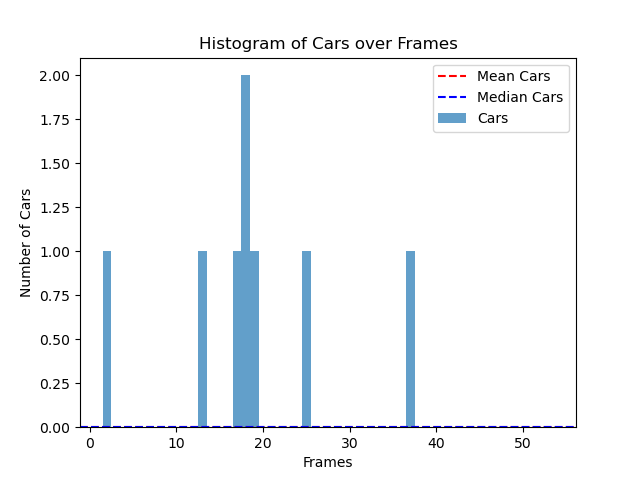 Histogram of Cars over Frames
Mean Cars
Median Cars
Cars
Number of Cars
2.00
1.75
1.50
1.25
1.00
0.75
0.50
0.25
0.00
0 10 20 30 40 50
Frames